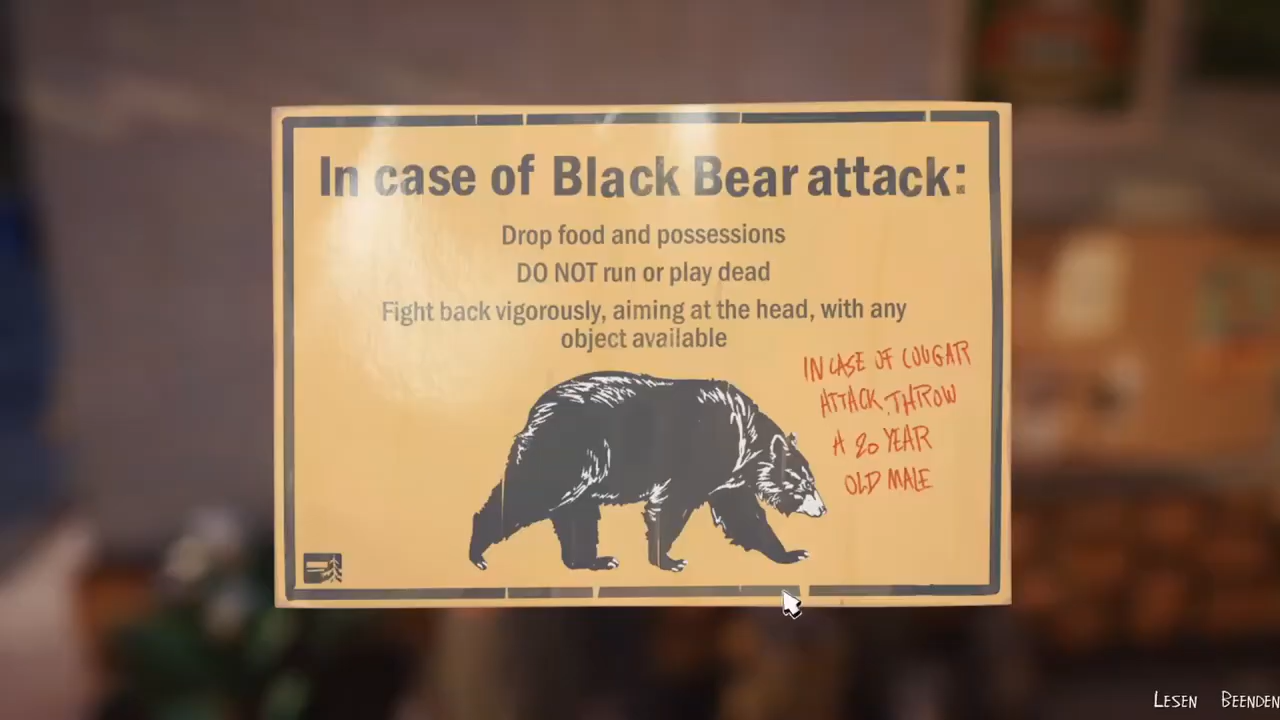 In case of Black Bear attack:
Drop food and possessions
DO NOT run or play dead
Fight back vigorously, aiming at the head, with any
object available
IN CASE OF COUGAR
ATTACK, THROW
A 20 YEAR
OLD MALE
LESEN BEENDEN